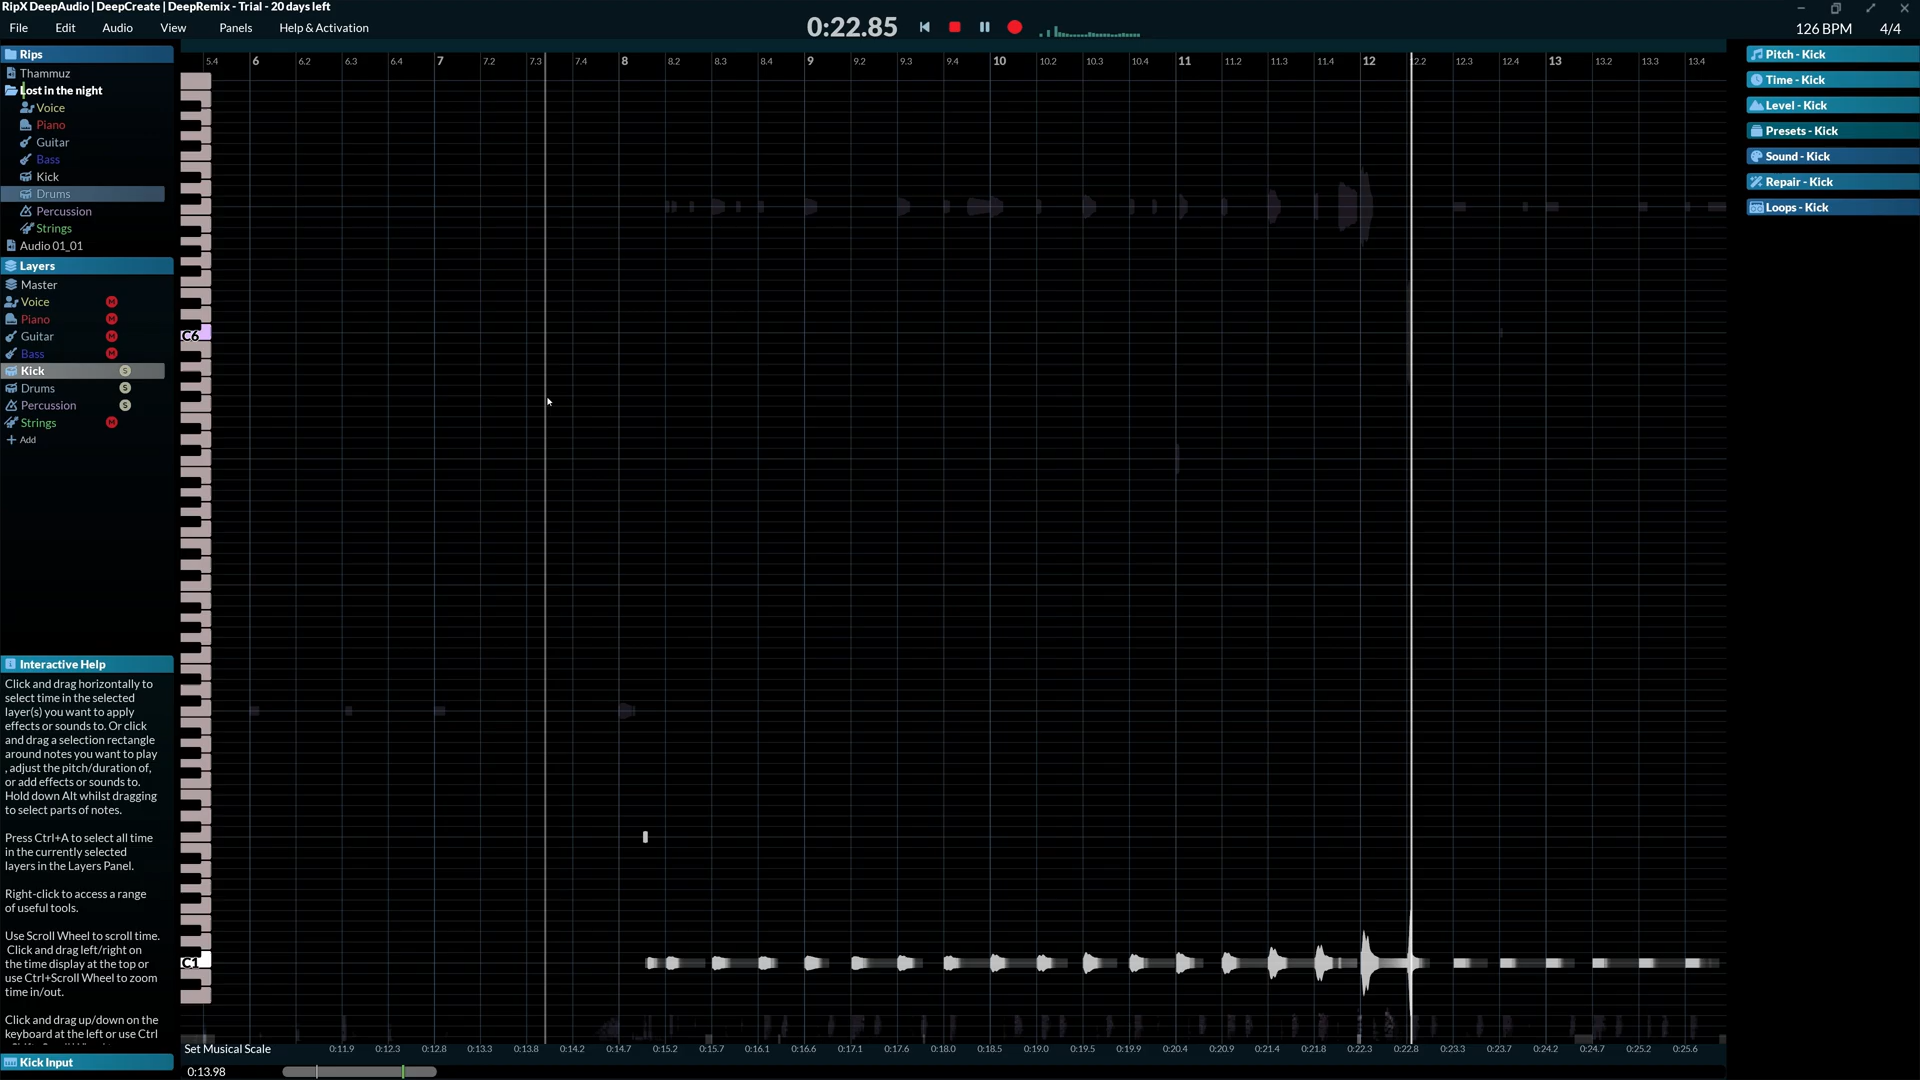 RipX DeepAudio | DeepCreate | DeepRemix - Trial - 20 days left
File Edit Audio View Panels Help & Activation
0:22.85
126 BPM 4/4
Rips
Thammuz
Lost in the night
Voice
Piano
Guitar
Bass
Kick
Drums
Percussion
Strings
Audio 01_01
Layers
Master
Voice M
Piano M
Guitar M
Bass M
Kick S
Drums S
Percussion S
Strings M
+ Add
Interactive Help
Click and drag horizontally to
select time in the selected
layer(s) you want to apply
effects or sounds to. Or click
and drag a selection rectangle
around notes you want to play
, adjust the pitch/duration of,
or add effects or sounds to.
Hold down Alt whilst dragging
to select parts of notes.
Press Ctrl+A to select all time
in the currently selected
layers in the Layers Panel.
Right-click to access a range
of useful tools.
Use Scroll Wheel to scroll time.
Click and drag left/right on
the time display at the top or
use Ctrl+Scroll Wheel to zoom
time in/out.
Click and drag up/down on the
keyboard at the left or use Ctrl
Kick Input
5.4 6 6.2 6.3 6.4 7 7.2 7.3 7.4 8 8.2 8.3 8.4 9 9.2 9.3 9.4 10 10.2 10.3 10.4 11 11.2 11.3 11.4 12 2.2 12.3 12.4 13 13.2 13.3 13.4
C6
C1
Set Musical Scale
0:11.9 0:12.3 0:12.8 0:13.3 0:13.8 0:14.2 0:14.7 0:15.2 0:15.7 0:16.1 0:16.6 0:17.1 0:17.6 0:18.0 0:18.5 0:19.0 0:19.5 0:19.9 0:20.4 0:20.9 0:21.4 0:21.8 0:22.3 0:22.8 0:23.3 0:23.7 0:24.2 0:24.7 0:25.2 0:25.6
0:13.98
Pitch - Kick
Time - Kick
Level - Kick
Presets - Kick
Sound - Kick
Repair - Kick
Loops - Kick